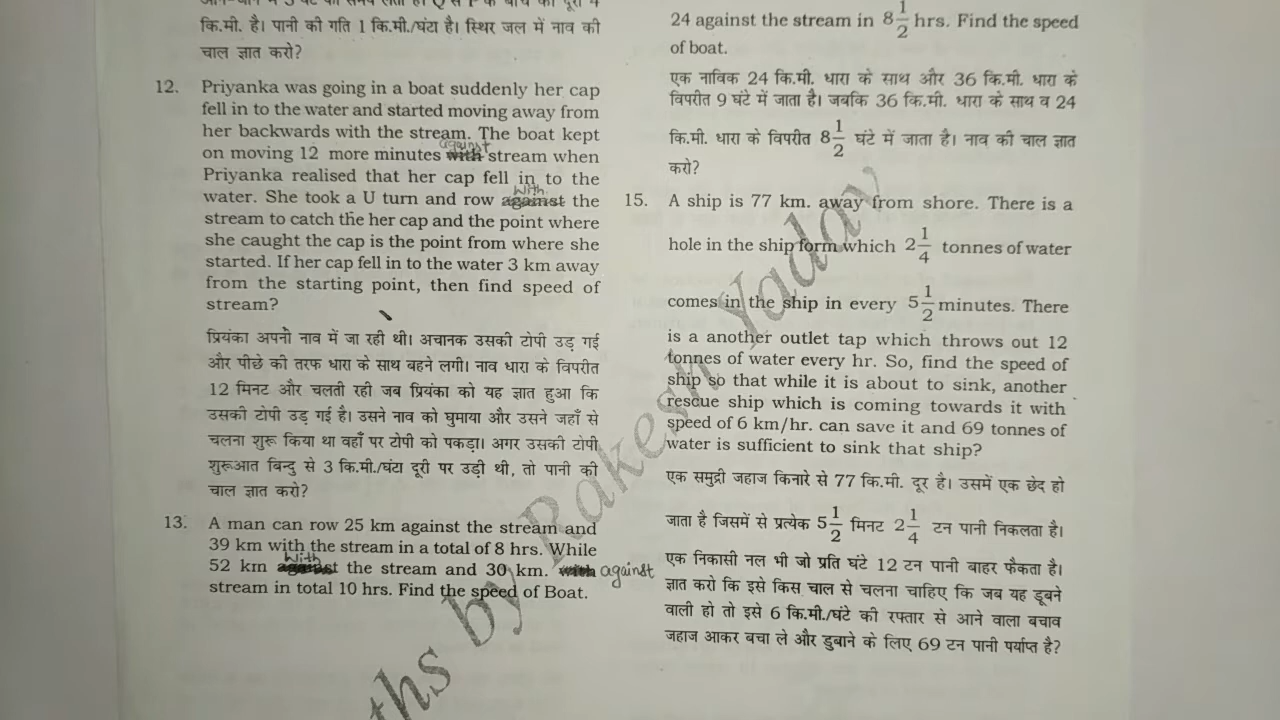 कि.मी. है। पानी की गति 1 कि.मी./घंटा है। स्थिर जल में नाव की
चाल ज्ञात करो?
12. Priyanka was going in a boat suddenly her cap
fell in to the water and started moving away from
her backwards with the stream. The boat kept
on moving 12 more minutes with against stream when
Priyanka realised that her cap fell in to the
water. She took a U turn and row against With the
stream to catch the her cap and the point where
she caught the cap is the point from where she
started. If her cap fell in to the water 3 km away
from the starting point, then find speed of
stream?
प्रियंका अपनी नाव में जा रही थी। अचानक उसकी टोपी उड़ गई
और पीछे की तरफ धारा के साथ बहने लगी। नाव धारा के विपरीत
12 मिनट और चलती रही जब प्रियंका को यह ज्ञात हुआ कि
उसकी टोपी उड़ गई है। उसने नाव को घुमाया और उसने जहाँ से
चलना शुरू किया था वहाँ पर टोपी को पकड़ा। अगर उसकी टोपी
शुरूआत बिन्दु से 3 कि.मी./घंटा दूरी पर उड़ी थी, तो पानी की
चाल ज्ञात करो?
13. A man can row 25 km against the stream and
39 km with the stream in a total of 8 hrs. While
52 km against With the stream and 30 km. with against
stream in total 10 hrs. Find the speed of Boat.
24 against the stream in 8 1/2 hrs. Find the speed
of boat.
एक नाविक 24 कि.मी. धारा के साथ और 36 कि.मी. धारा के
विपरीत 9 घंटे में जाता है। जबकि 36 कि.मी. धारा के साथ व 24
कि.मी. धारा के विपरीत 8 1/2 घंटे में जाता है। नाव की चाल ज्ञात
करो?
15. A ship is 77 km. away from shore. There is a
hole in the ship form which 2 1/4 tonnes of water
comes in the ship in every 5 1/2 minutes. There
is a another outlet tap which throws out 12
tonnes of water every hr. So, find the speed of
ship so that while it is about to sink, another
rescue ship which is coming towards it with
speed of 6 km/hr. can save it and 69 tonnes of
water is sufficient to sink that ship?
एक समुद्री जहाज किनारे से 77 कि.मी. दूर है। उसमें एक छेद हो
जाता है जिसमें से प्रत्येक 5 1/2 मिनट 2 1/4 टन पानी निकलता है।
एक निकासी नल भी जो प्रति घंटे 12 टन पानी बाहर फैकता है।
ज्ञात करो कि इसे किस चाल से चलना चाहिए कि जब यह डूबने
वाली हो तो इसे 6 कि.मी./घंटे की रफ्तार से आने वाला बचाव
जहाज आकर बचा ले और डुबाने के लिए 69 टन पानी पर्याप्त है?
ths by Rakesh Yadav